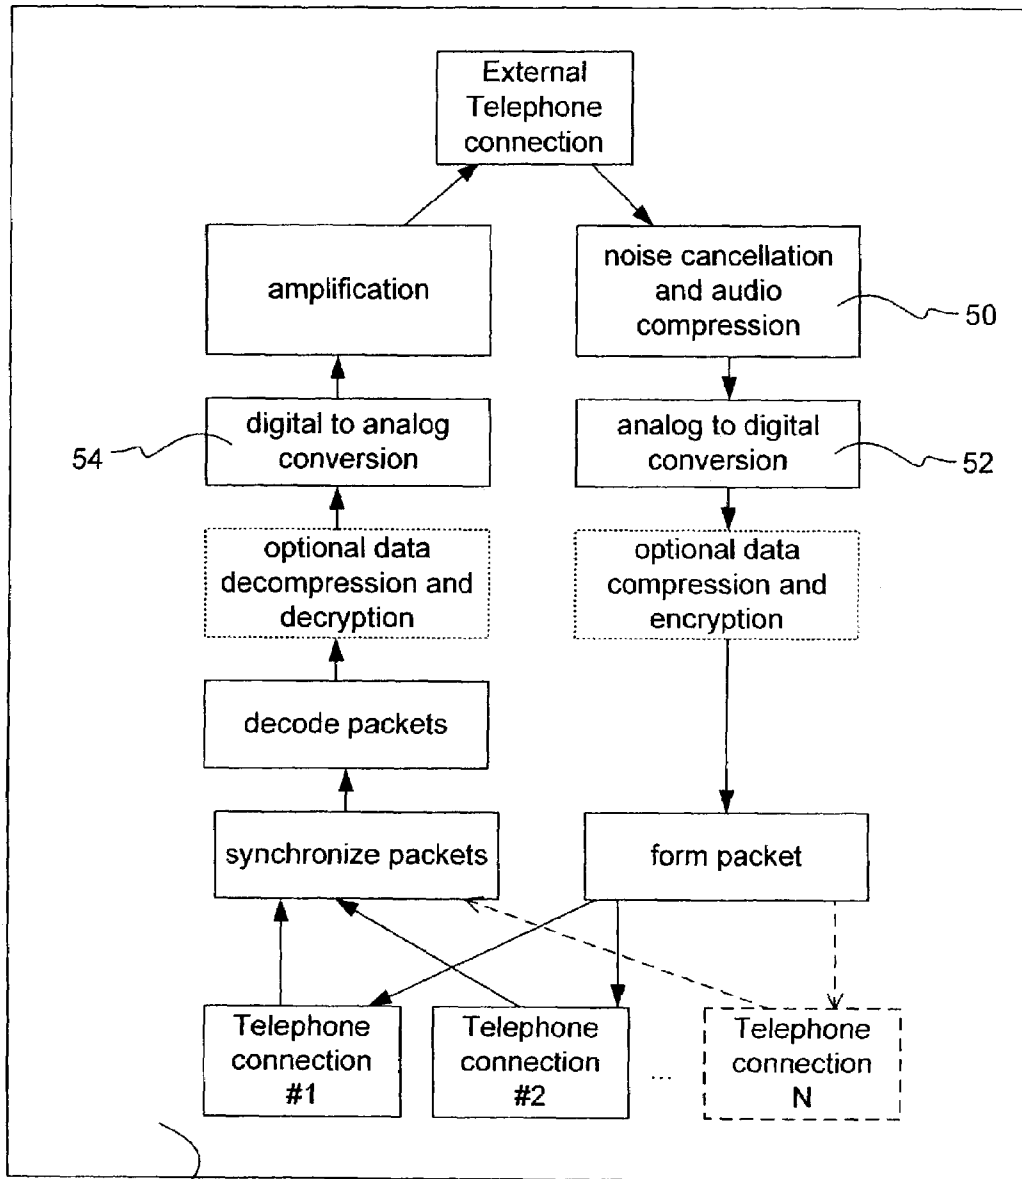 External
Telephone
connection
amplification
noise cancellation
and audio
compression
50
digital to analog
conversion
54
analog to digital
conversion
52
optional data
decompression and
decryption
optional data
compression and
encryption
decode packets
synchronize packets
form packet
Telephone
connection
#1
Telephone
connection
#2
...
Telephone
connection
N